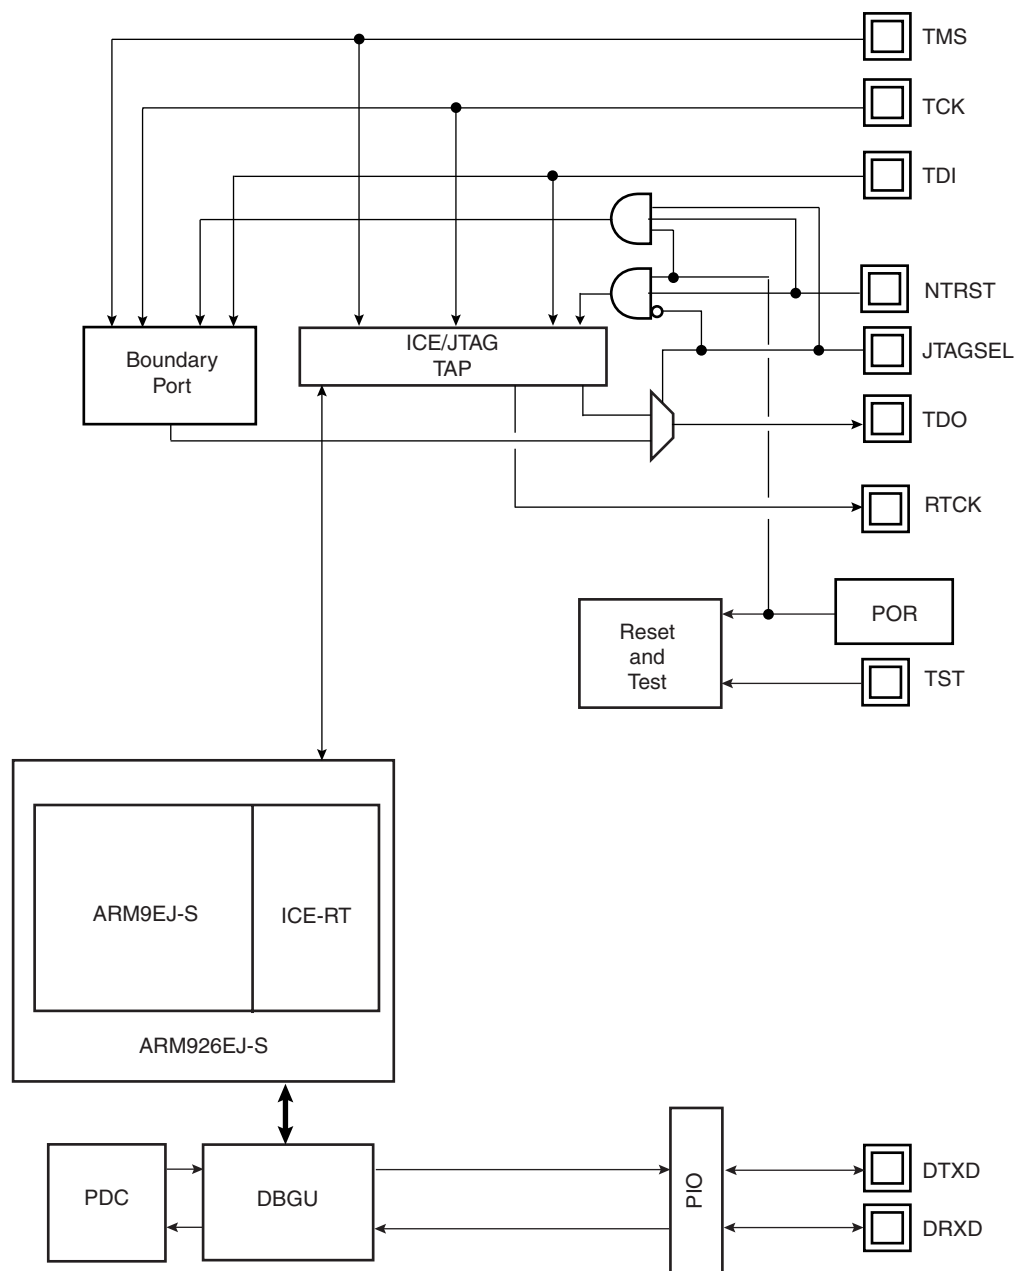 TMS
TCK
TDI
NTRST
Boundary
Port
ICE/JTAG
TAP
JTAGSEL
TDO
RTCK
POR
Reset
and
Test
TST
ARM9EJ-S
ICE-RT
ARM926EJ-S
PDC
DBGU
PIO
DTXD
DRXD